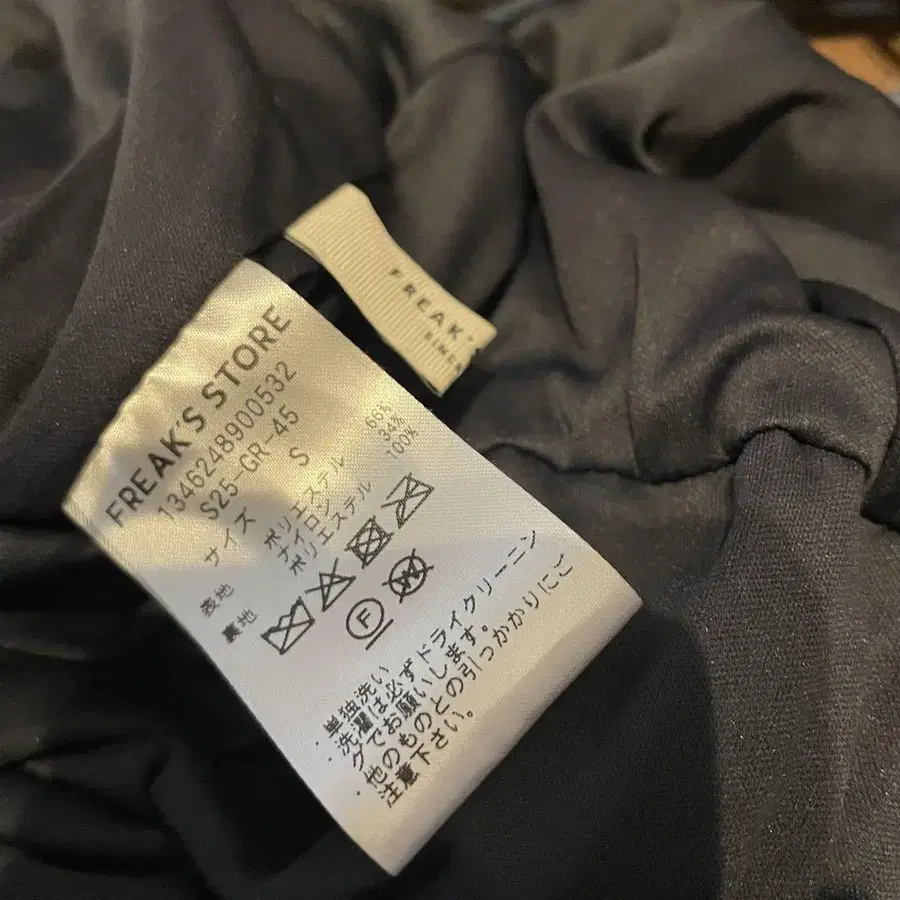 FREAK'S
SINCE
FREAK'S STORE
1346248900532
S25-GR-45
サイズ S
表地 ポリエステル 66%
ナイロン 34%
裏地 ポリエステル 100%
F
W
・単独洗い
・洗濯は必ずドライクリーニン
グでお願いします。
・他のものとの引っかかりにご
注意下さい。